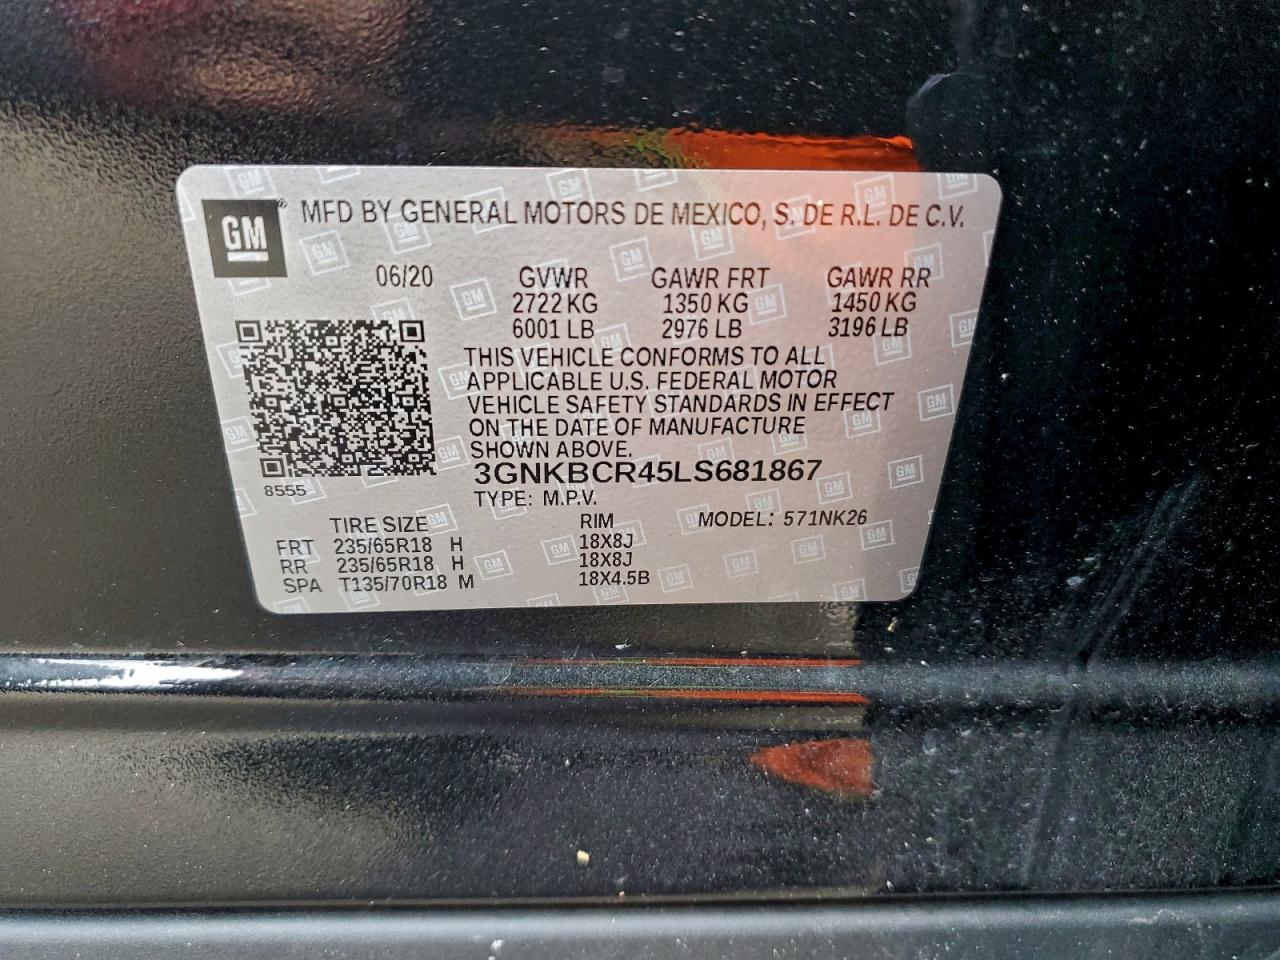 GM ® MFD BY GENERAL MOTORS DE MEXICO, S. DE R.L. DE C.V.
06/20 GVWR GAWR FRT GAWR RR
2722 KG 1350 KG 1450 KG
6001 LB 2976 LB 3196 LB
THIS VEHICLE CONFORMS TO ALL
APPLICABLE U.S. FEDERAL MOTOR
VEHICLE SAFETY STANDARDS IN EFFECT
ON THE DATE OF MANUFACTURE
SHOWN ABOVE.
3GNKBCR45LS681867
8555
TYPE: M.P.V.
TIRE SIZE RIM MODEL: 571NK26
FRT 235/65R18 H 18X8J
RR 235/65R18 H 18X8J
SPA T135/70R18 M 18X4.5B